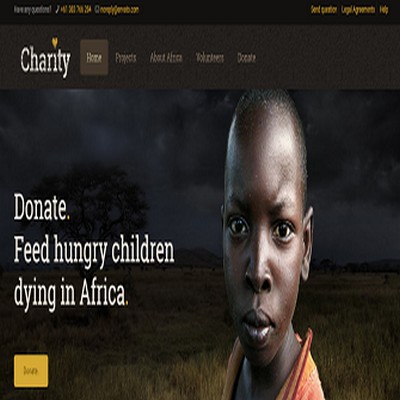 Have any questions? +61 383 766 284 noreply@envato.com
Send question Legal Agreements Help
Charity
Home Projects About Africa Volunteers Donate
Donate.
Feed hungry children
dying in Africa.
Donate